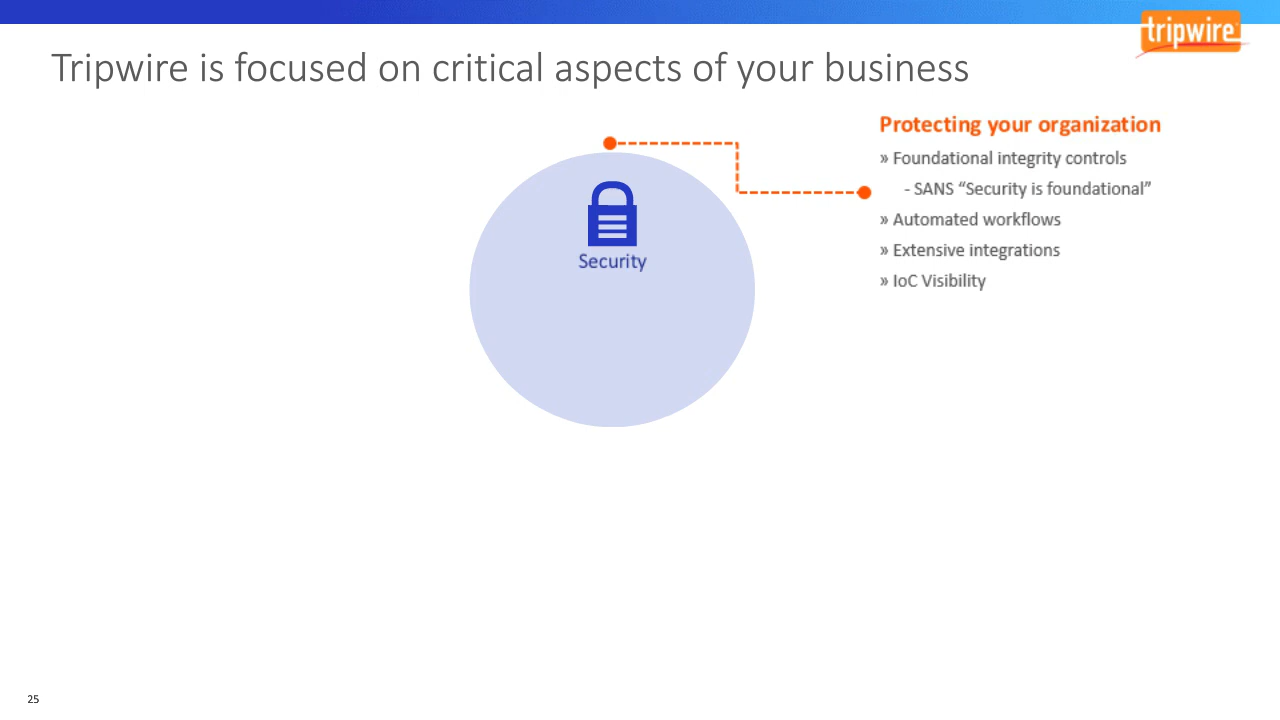 tripwire
Tripwire is focused on critical aspects of your business
Protecting your organization
» Foundational integrity controls
- SANS “Security is foundational”
» Automated workflows
» Extensive integrations
» IoC Visibility
Security
25